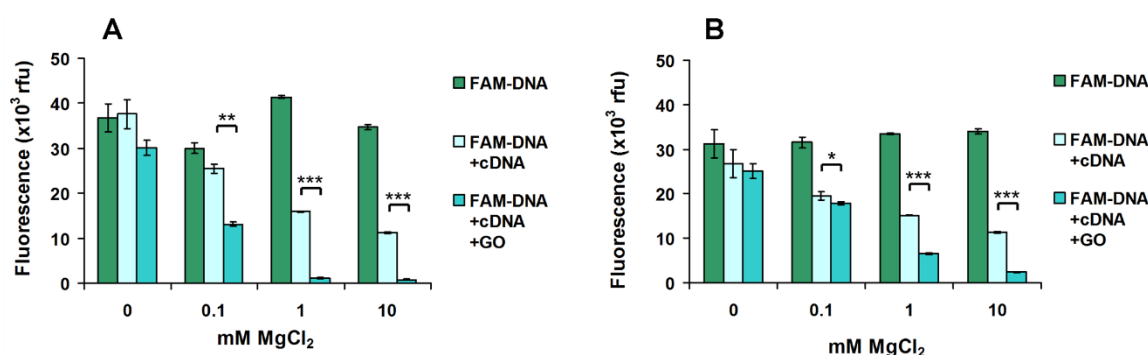 A
Fluorescence (x10³ rfu)
50
40
30
20
10
0
**
***
***
0 0.1 1 10
mM MgCl₂
FAM-DNA
FAM-DNA
+cDNA
FAM-DNA
+cDNA
+GO
B
Fluorescence (x10³ rfu)
50
40
30
20
10
0
*
***
***
0 0.1 1 10
mM MgCl₂
FAM-DNA
FAM-DNA
+cDNA
FAM-DNA
+cDNA
+GO